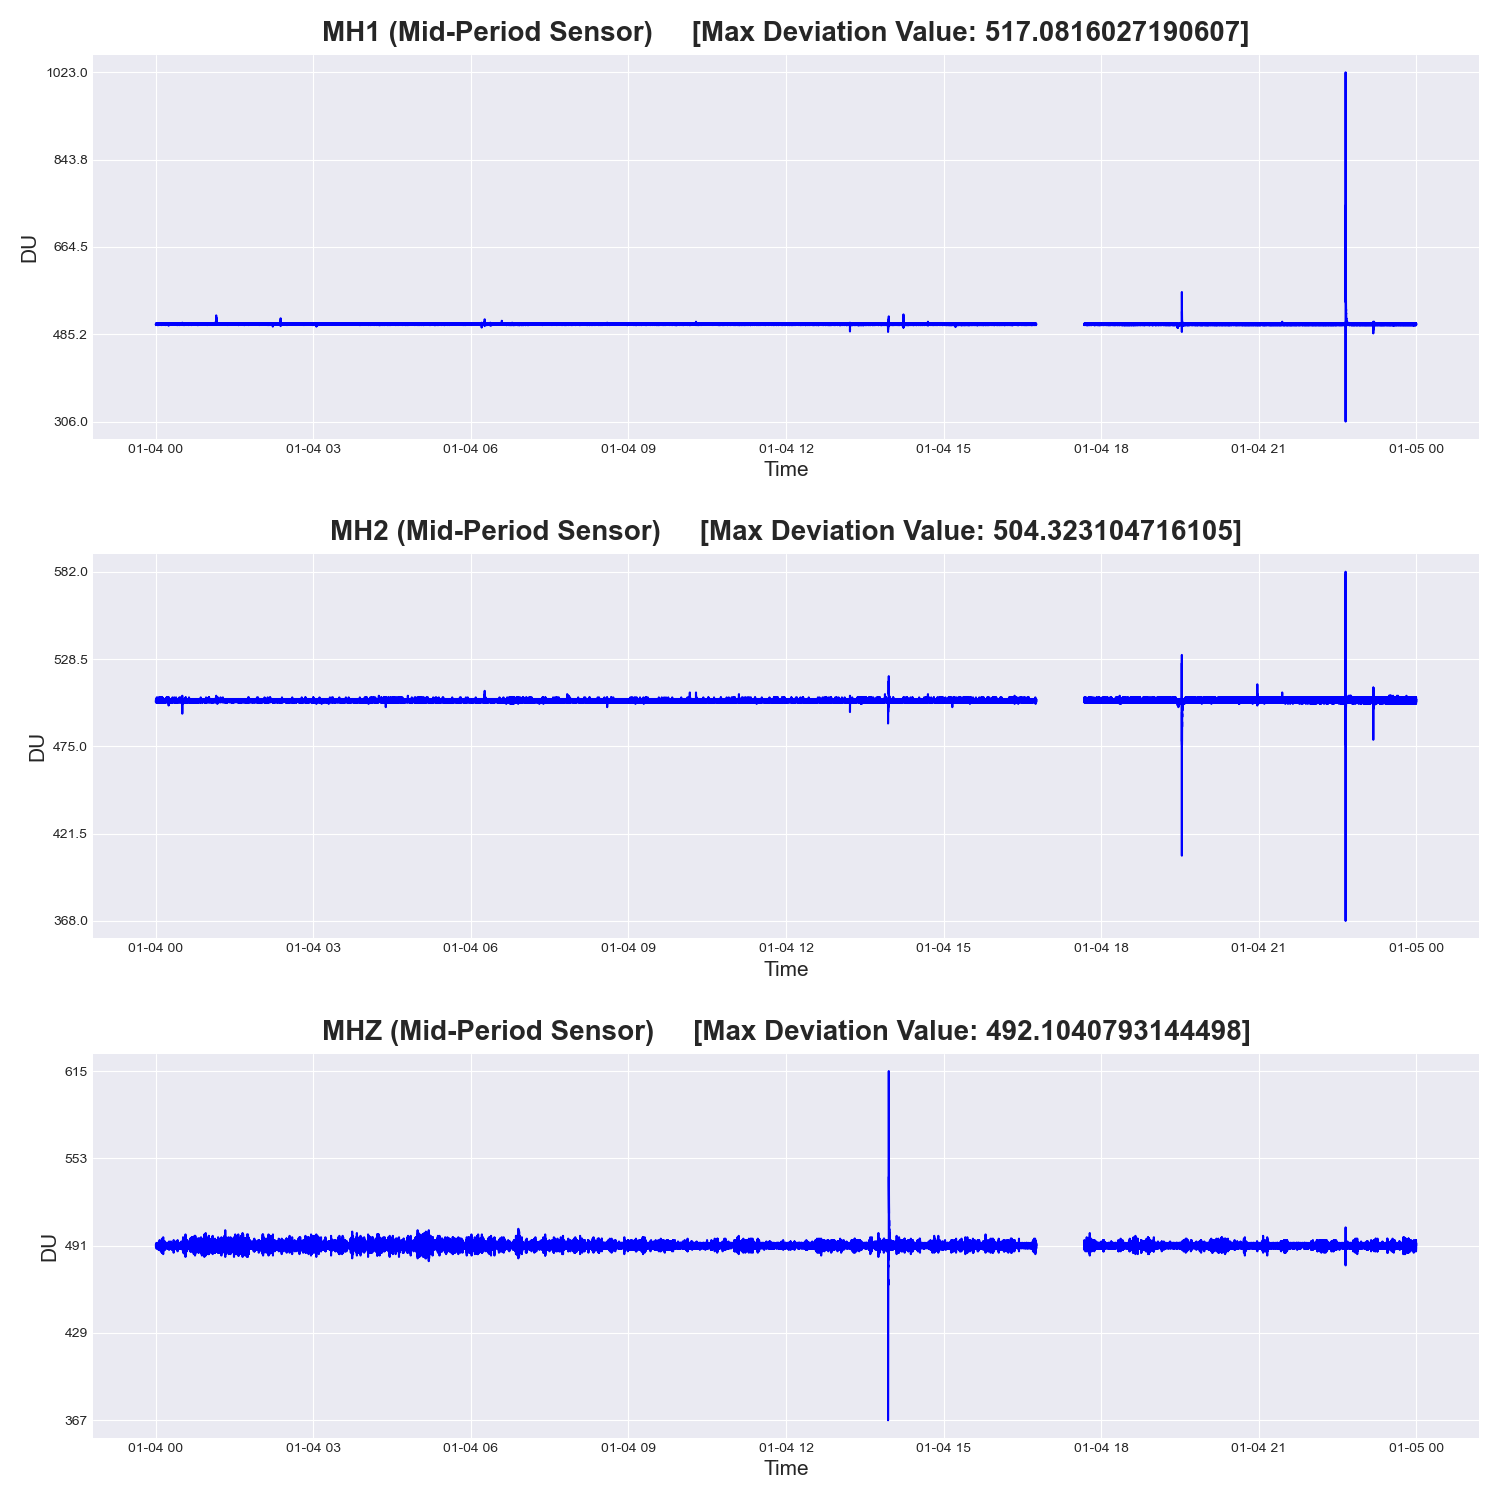 MH1 (Mid-Period Sensor) [Max Deviation Value: 517.0816027190607]
1023.0
843.8
664.5
485.2
306.0
DU
01-04 00 01-04 03 01-04 06 01-04 09 01-04 12 01-04 15 01-04 18 01-04 21 01-05 00
Time
MH2 (Mid-Period Sensor) [Max Deviation Value: 504.323104716105]
582.0
528.5
475.0
421.5
368.0
DU
01-04 00 01-04 03 01-04 06 01-04 09 01-04 12 01-04 15 01-04 18 01-04 21 01-05 00
Time
MHZ (Mid-Period Sensor) [Max Deviation Value: 492.1040793144498]
615
553
491
429
367
DU
01-04 00 01-04 03 01-04 06 01-04 09 01-04 12 01-04 15 01-04 18 01-04 21 01-05 00
Time